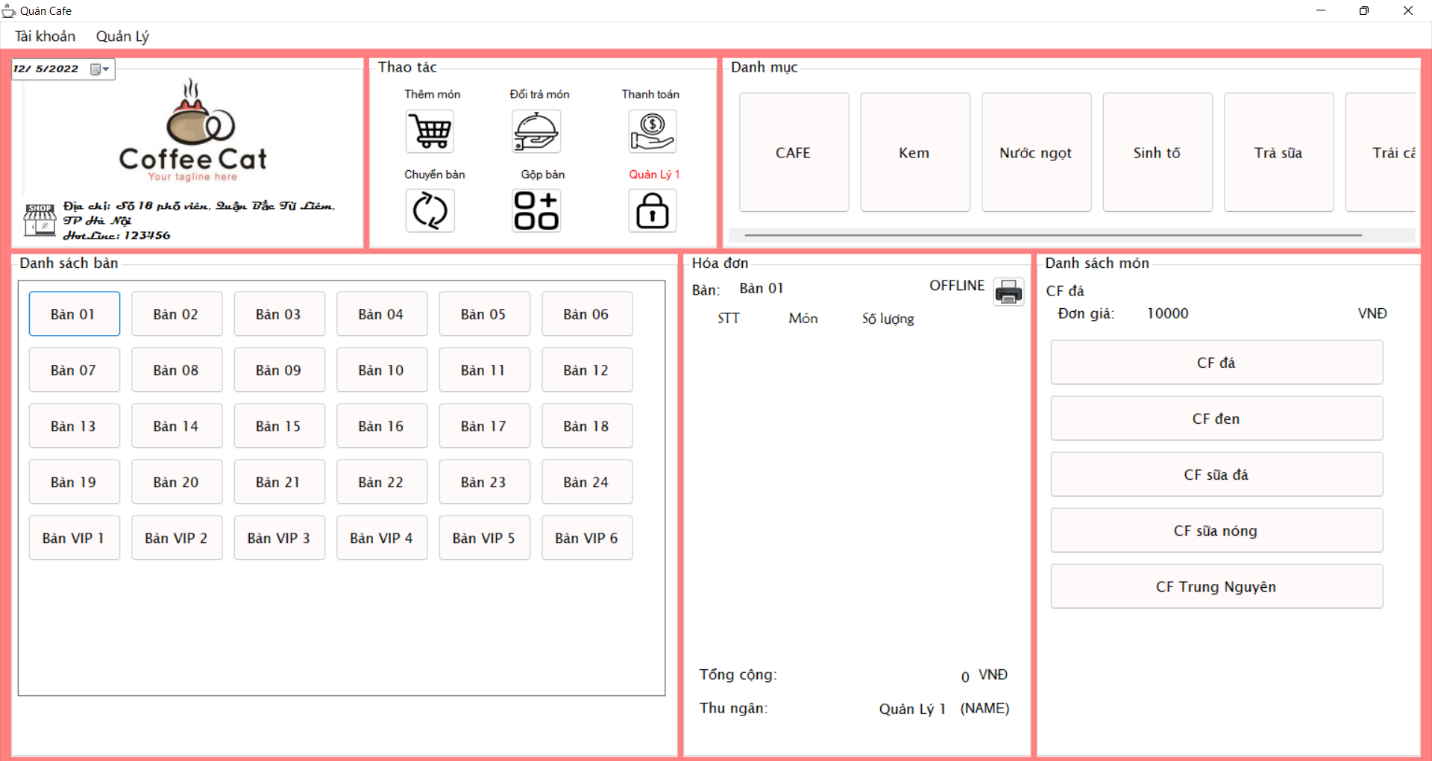 Quán Cafe
Tài khoản Quản Lý
12/ 5/2022
Coffee Cat
Your tagline here
SHOP
Địa chỉ: Số 18 phố viên, Quận Bắc Từ Liêm,
TP Hà Nội
HotLine: 123456
Thao tác
Thêm món Đổi trả món Thanh toán
Chuyển bàn Gộp bàn Quản Lý 1
Danh mục
CAFE Kem Nước ngọt Sinh tố Trà sữa Trái câ
Danh sách bàn
Bàn 01 Bàn 02 Bàn 03 Bàn 04 Bàn 05 Bàn 06
Bàn 07 Bàn 08 Bàn 09 Bàn 10 Bàn 11 Bàn 12
Bàn 13 Bàn 14 Bàn 15 Bàn 16 Bàn 17 Bàn 18
Bàn 19 Bàn 20 Bàn 21 Bàn 22 Bàn 23 Bàn 24
Bàn VIP 1 Bàn VIP 2 Bàn VIP 3 Bàn VIP 4 Bàn VIP 5 Bàn VIP 6
Hóa đơn
Bàn: Bàn 01 OFFLINE
STT Món Số lượng
Tổng cộng: 0 VNĐ
Thu ngân: Quản Lý 1 (NAME)
Danh sách món
CF đá
Đơn giá: 10000 VNĐ
CF đá
CF đen
CF sữa đá
CF sữa nóng
CF Trung Nguyên